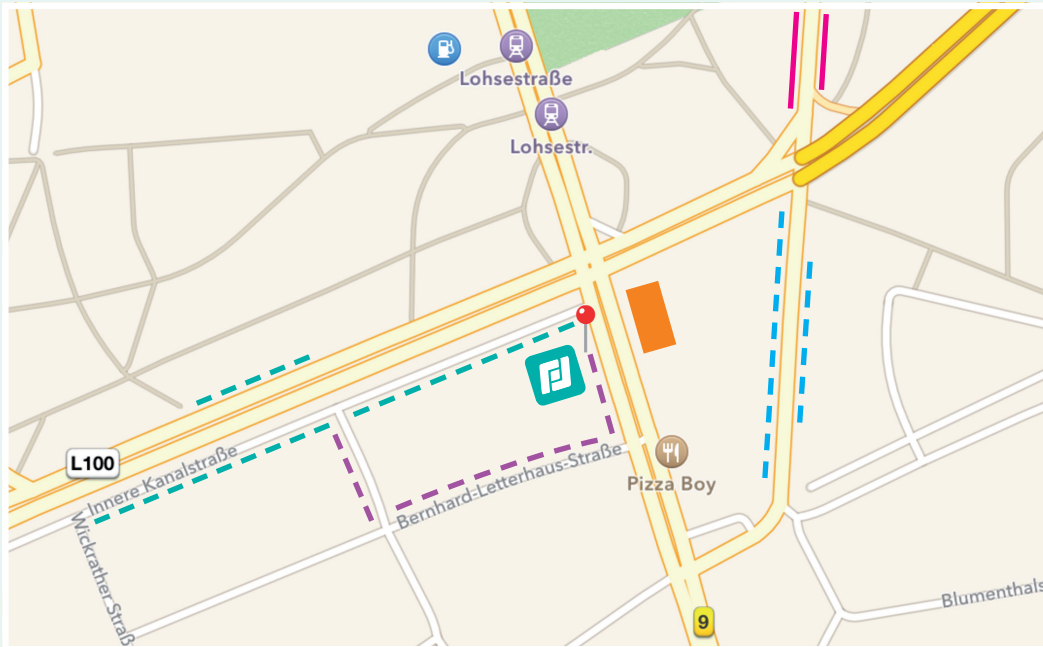 Lohsestraße
Lohsestr.
L100
Innere Kanalstraße
Bernhard-Letterhaus-Straße
Pizza Boy
Wickrather Straß
Blumenthals
9